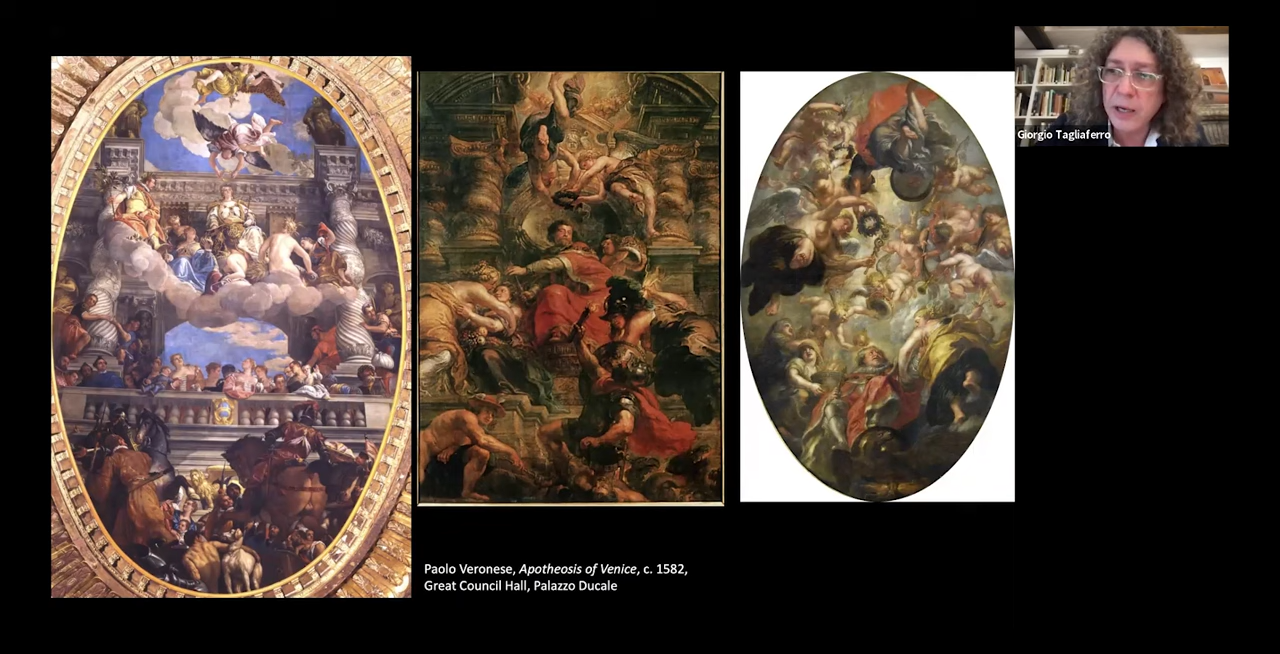 Giorgio Tagliaferro
Paolo Veronese, Apotheosis of Venice, c. 1582,
Great Council Hall, Palazzo Ducale